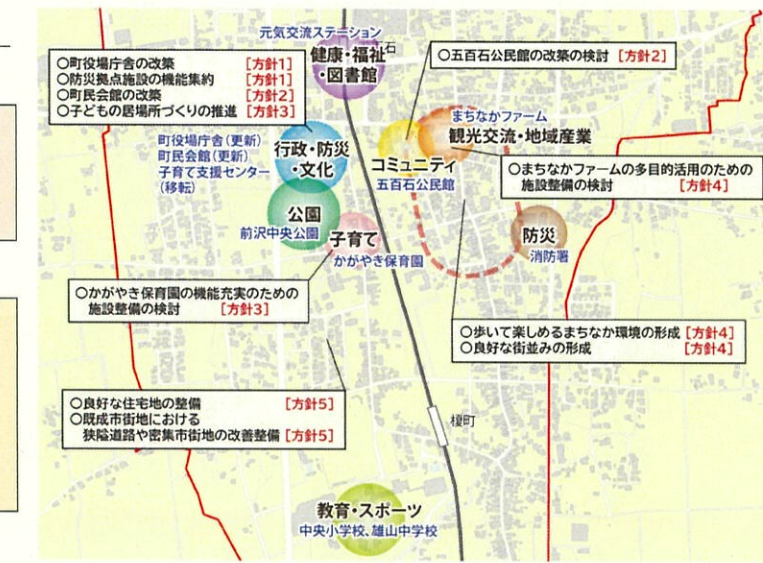 元気交流ステーション
健康・福祉
・図書館
石
○町役場庁舎の改築 [方針1]
○防災拠点施設の機能集約 [方針1]
○町民会館の改築 [方針2]
○子どもの居場所づくりの推進 [方針3]
○五百石公民館の改築の検討 [方針2]
町役場庁舎(更新)
町民会館(更新)
子育て支援センター
(移転)
行政・防災
・文化
まちなかファーム
観光交流・地域産業
コミュニティ
五百石公民館
○まちなかファームの多目的活用のための
施設整備の検討 [方針4]
公園
前沢中央公園
子育て
かがやき保育園
防災
消防署
○かがやき保育園の機能充実のための
施設整備の検討 [方針3]
○歩いて楽しめるまちなか環境の形成 [方針4]
○良好な街並みの形成 [方針4]
○良好な住宅地の整備 [方針5]
○既成市街地における
狭隘道路や密集市街地の改善整備 [方針5]
榎町
教育・スポーツ
中央小学校、雄山中学校